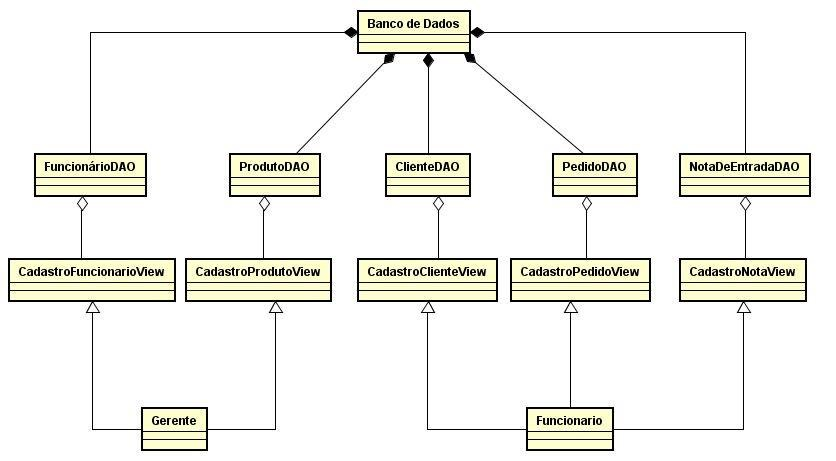 Banco de Dados
FuncionárioDAO
ProdutoDAO
ClienteDAO
PedidoDAO
NotaDeEntradaDAO
CadastroFuncionarioView
CadastroProdutoView
CadastroClienteView
CadastroPedidoView
CadastroNotaView
Gerente
Funcionario